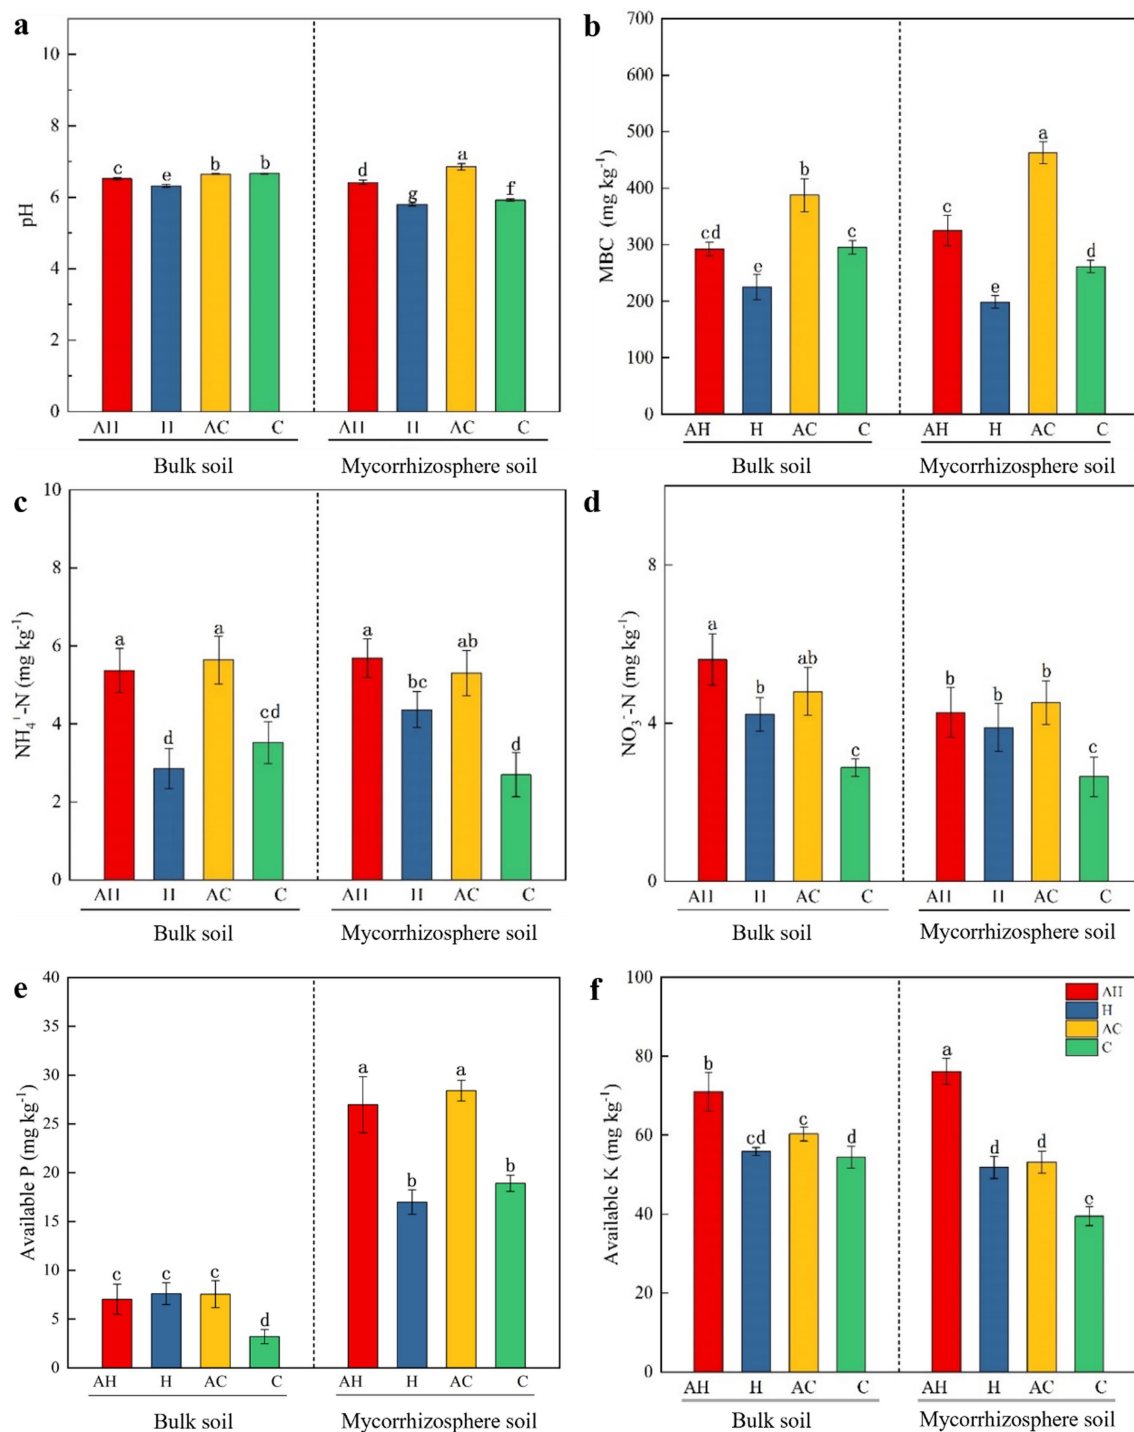 a
10
8
6
4
2
0
pH
c
e
b
b
d
g
a
f
AH
H
AC
C
AH
H
AC
C
Bulk soil
Mycorrhizosphere soil
b
700
600
500
400
300
200
100
0
MBC (mg kg⁻¹)
cd
e
b
c
c
e
a
d
AH
H
AC
C
AH
H
AC
C
Bulk soil
Mycorrhizosphere soil
c
10
8
6
4
2
0
NH₄⁺-N (mg kg⁻¹)
a
d
a
cd
a
bc
ab
d
AH
H
AC
C
AH
H
AC
C
Bulk soil
Mycorrhizosphere soil
d
8
4
0
NO₃⁻-N (mg kg⁻¹)
a
b
ab
c
b
b
b
c
AH
H
AC
C
AH
H
AC
C
Bulk soil
Mycorrhizosphere soil
e
40
35
30
25
20
15
10
5
0
Available P (mg kg⁻¹)
c
c
c
d
a
b
a
b
AH
H
AC
C
AH
H
AC
C
Bulk soil
Mycorrhizosphere soil
f
100
80
60
40
20
0
Available K (mg kg⁻¹)
b
cd
c
d
a
d
d
e
AH
H
AC
C
AH
H
AC
C
AH
H
AC
C
Bulk soil
Mycorrhizosphere soil